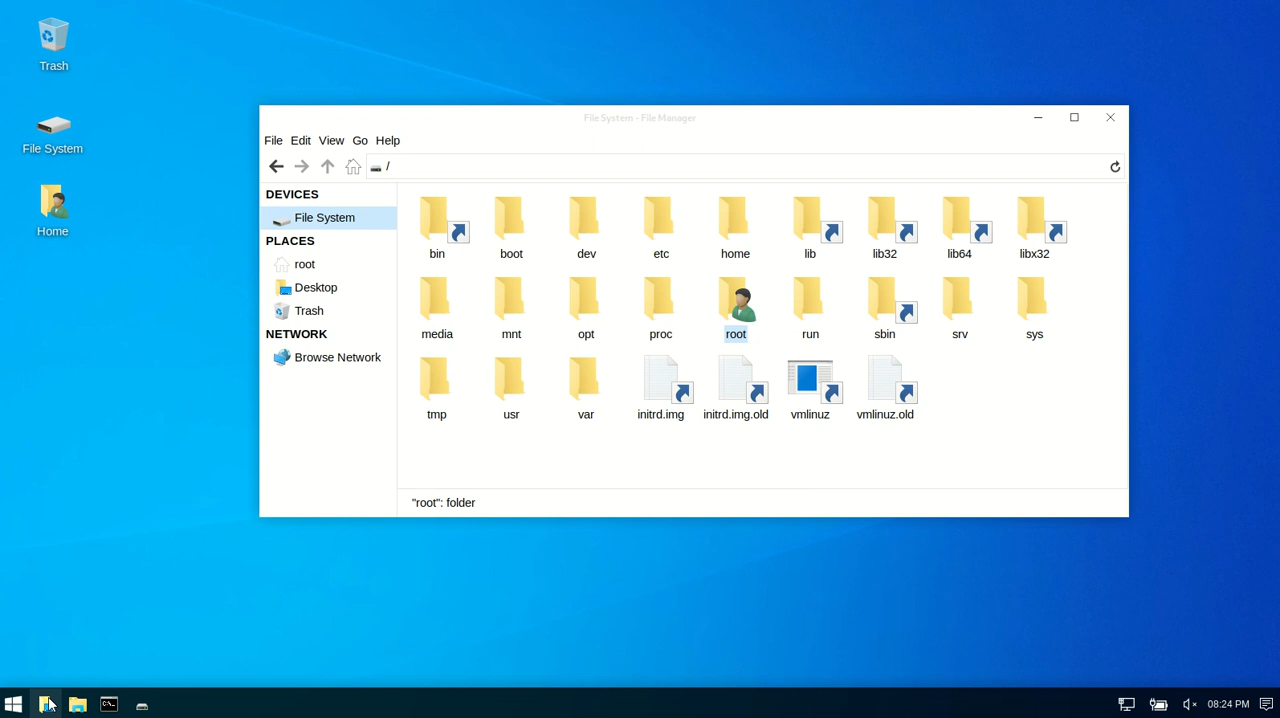 Trash
File System
Home
File System - File Manager
File Edit View Go Help
/
DEVICES
File System
PLACES
root
Desktop
Trash
NETWORK
Browse Network
bin boot dev etc home lib lib32 lib64 libx32
media mnt opt proc root run sbin srv sys
tmp usr var initrd.img initrd.img.old vmlinuz vmlinuz.old
"root": folder
08:24 PM